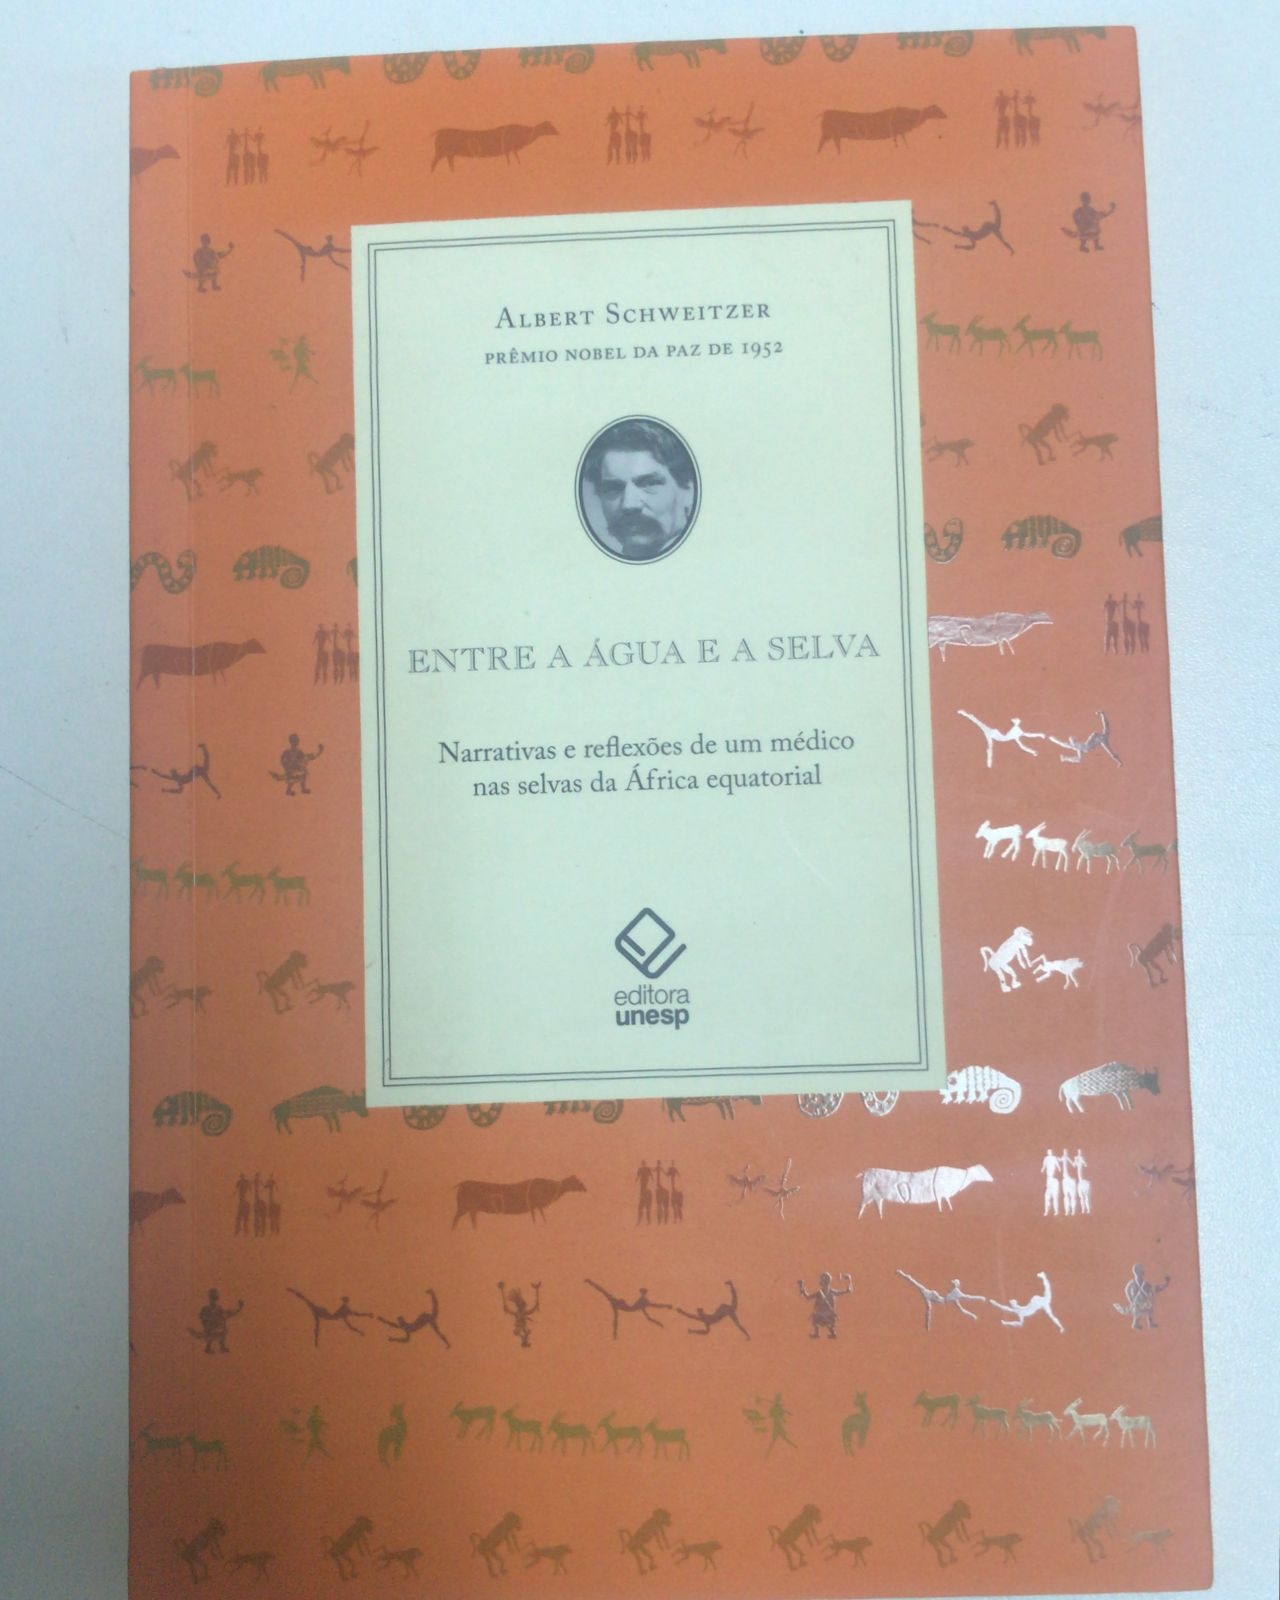 ALBERT SCHWEITZER
PRÊMIO NOBEL DA PAZ DE 1952
ENTRE A ÁGUA E A SELVA
Narrativas e reflexões de um médico
nas selvas da África equatorial
editora
unesp